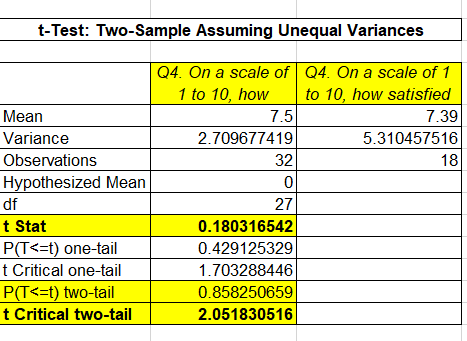 t-Test: Two-Sample Assuming Unequal Variances
Q4. On a scale of 1 to 10, how Q4. On a scale of 1 to 10, how satisfied
Mean 7.5 7.39
Variance 2.709677419 5.310457516
Observations 32 18
Hypothesized Mean 0
df 27
t Stat 0.180316542
P(T<=t) one-tail 0.429125329
t Critical one-tail 1.703288446
P(T<=t) two-tail 0.858250659
t Critical two-tail 2.051830516